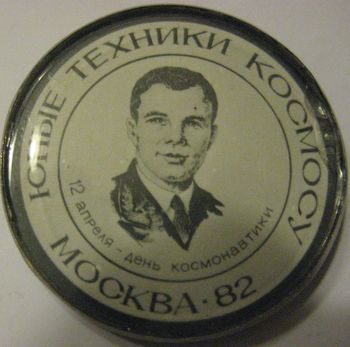 ЮНЫЕ ТЕХНИКИ КОСМОСУ
12 апреля - день космонавтики
МОСКВА·82